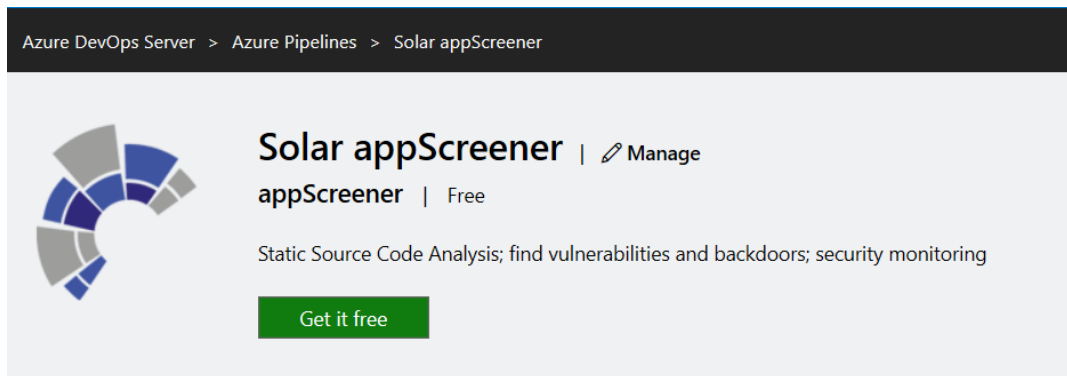 Azure DevOps Server > Azure Pipelines > Solar appScreener
Solar appScreener | Manage
appScreener | Free
Static Source Code Analysis; find vulnerabilities and backdoors; security monitoring
Get it free